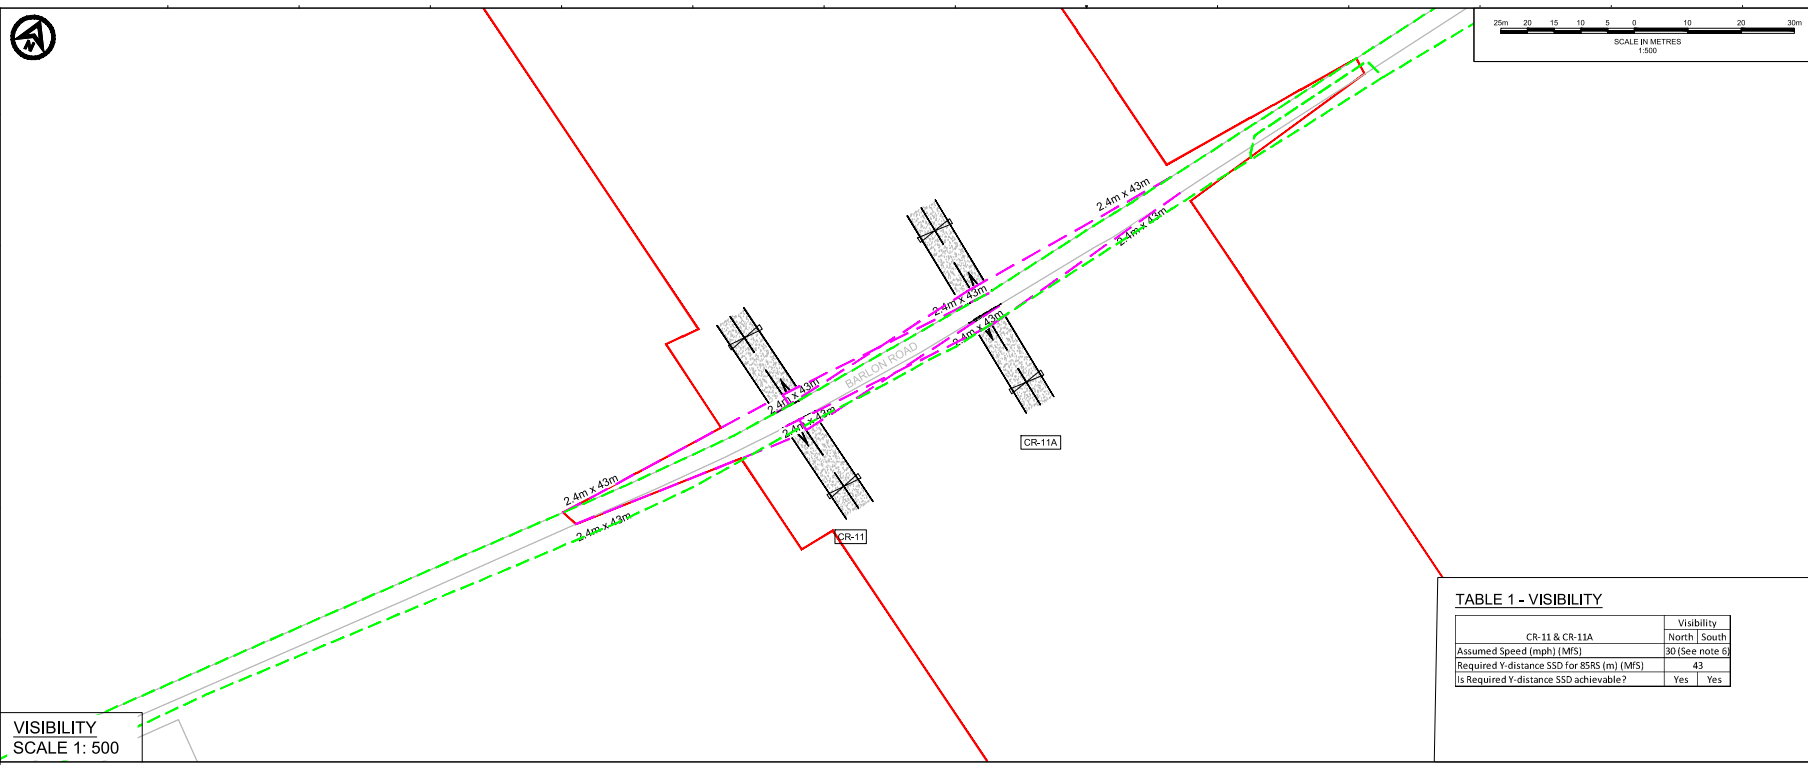 N
25m 20 15 10 5 0 10 20 30m
SCALE IN METRES
1:500
2.4m x 43m
2.4m x 43m
2.4m x 43m
2.4m x 43m
BARLON ROAD
2.4m x 43m
2.4m x 43m
CR-11A
2.4m x 43m
2.4m x 43m
CR-11
TABLE 1 - VISIBILITY
Visibility
CR-11 & CR-11A North South
Assumed Speed (mph) (MfS) 30 (See note 6)
Required Y-distance SSD for 85RS (m) (MfS) 43
Is Required Y-distance SSD achievable? Yes Yes
VISIBILITY
SCALE 1: 500